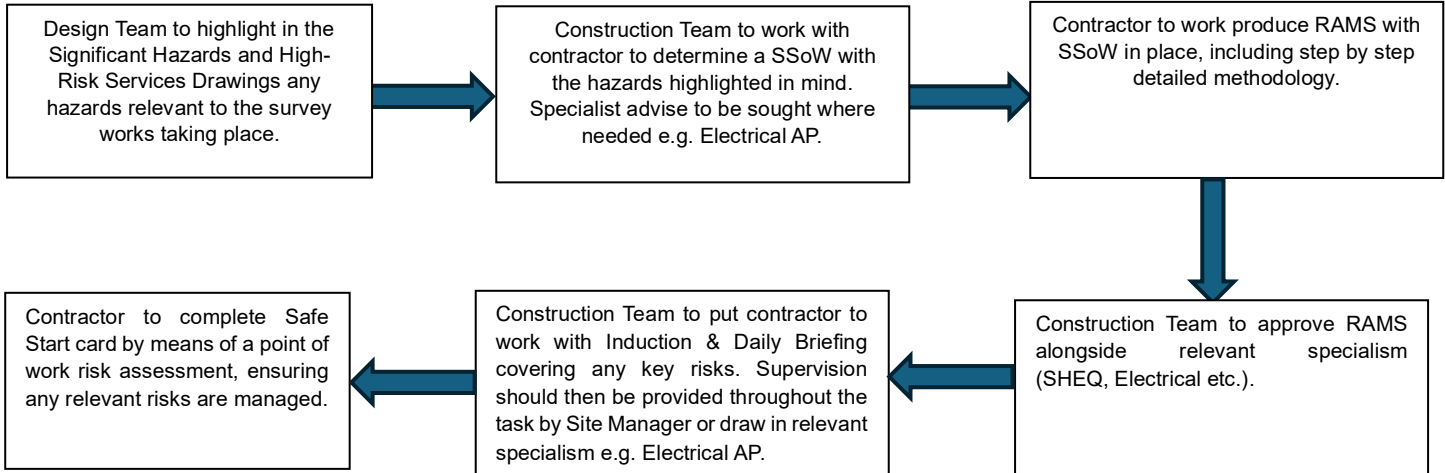 Design Team to highlight in the
Significant Hazards and High-
Risk Services Drawings any
hazards relevant to the survey
works taking place.
Construction Team to work with
contractor to determine a SSoW with
the hazards highlighted in mind.
Specialist advise to be sought where
needed e.g. Electrical AP.
Contractor to work produce RAMS with
SSoW in place, including step by step
detailed methodology.
Construction Team to approve RAMS
alongside relevant specialism
(SHEQ, Electrical etc.).
Construction Team to put contractor to
work with Induction & Daily Briefing
covering any key risks. Supervision
should then be provided throughout the
task by Site Manager or draw in relevant
specialism e.g. Electrical AP.
Contractor to complete Safe
Start card by means of a point of
work risk assessment, ensuring
any relevant risks are managed.